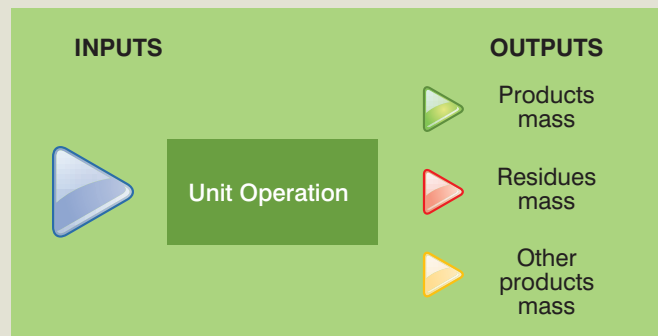 INPUTS
OUTPUTS
Unit Operation
Products
mass
Residues
mass
Other
products
mass